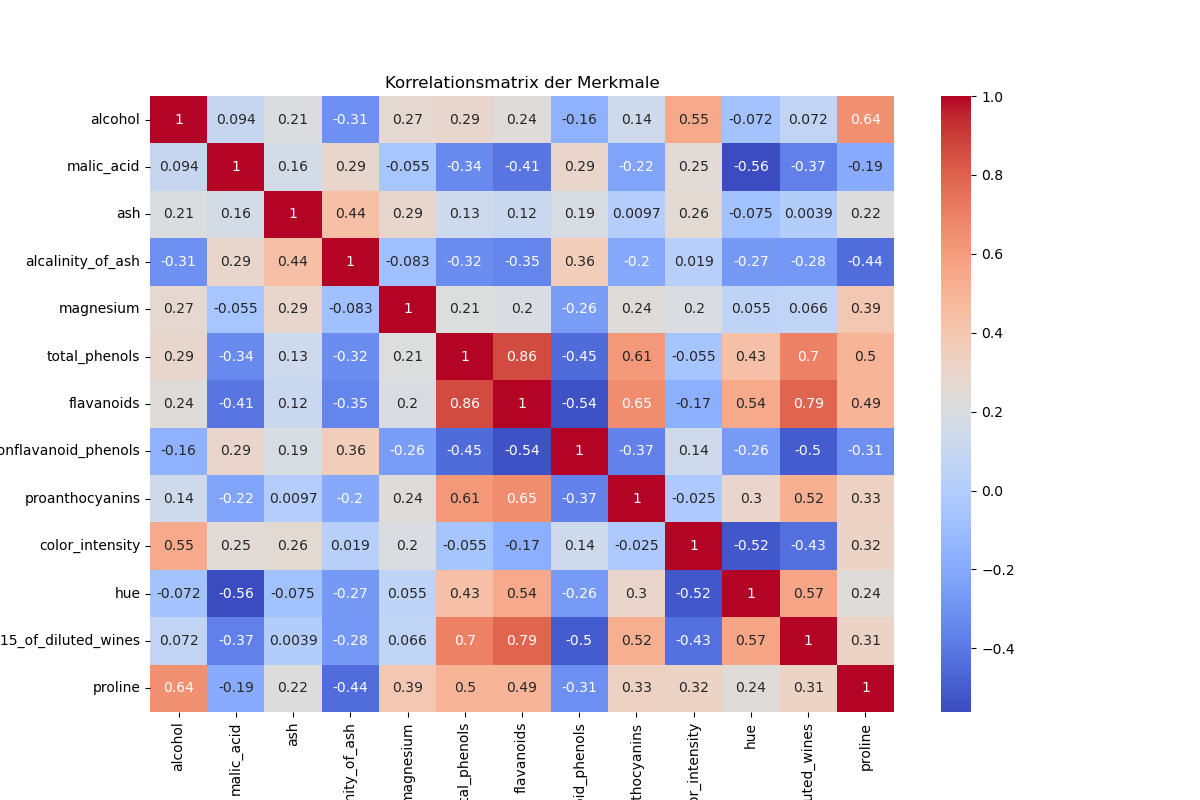 Korrelationsmatrix der Merkmale
alcohol 1 0.094 0.21 -0.31 0.27 0.29 0.24 -0.16 0.14 0.55 -0.072 0.072 0.64
malic_acid 0.094 1 0.16 0.29 -0.055 -0.34 -0.41 0.29 -0.22 0.25 -0.56 -0.37 -0.19
ash 0.21 0.16 1 0.44 0.29 0.13 0.12 0.19 0.0097 0.26 -0.075 0.0039 0.22
alcalinity_of_ash -0.31 0.29 0.44 1 -0.083 -0.32 -0.35 0.36 -0.2 0.019 -0.27 -0.28 -0.44
magnesium 0.27 -0.055 0.29 -0.083 1 0.21 0.2 -0.26 0.24 0.2 0.055 0.066 0.39
total_phenols 0.29 -0.34 0.13 -0.32 0.21 1 0.86 -0.45 0.61 -0.055 0.43 0.7 0.5
flavanoids 0.24 -0.41 0.12 -0.35 0.2 0.86 1 -0.54 0.65 -0.17 0.54 0.79 0.49
onflavanoid_phenols -0.16 0.29 0.19 0.36 -0.26 -0.45 -0.54 1 -0.37 0.14 -0.26 -0.5 -0.31
proanthocyanins 0.14 -0.22 0.0097 -0.2 0.24 0.61 0.65 -0.37 1 -0.025 0.3 0.52 0.33
color_intensity 0.55 0.25 0.26 0.019 0.2 -0.055 -0.17 0.14 -0.025 1 -0.52 -0.43 0.32
hue -0.072 -0.56 -0.075 -0.27 0.055 0.43 0.54 -0.26 0.3 -0.52 1 0.57 0.24
15_of_diluted_wines 0.072 -0.37 0.0039 -0.28 0.066 0.7 0.79 -0.5 0.52 -0.43 0.57 1 0.31
proline 0.64 -0.19 0.22 -0.44 0.39 0.5 0.49 -0.31 0.33 0.32 0.24 0.31 1
alcohol
malic_acid
ash
nity_of_ash
magnesium
tal_phenols
flavanoids
oid_phenols
thocyanins
or_intensity
hue
uted_wines
proline
1.0
0.8
0.6
0.4
0.2
0.0
−0.2
−0.4